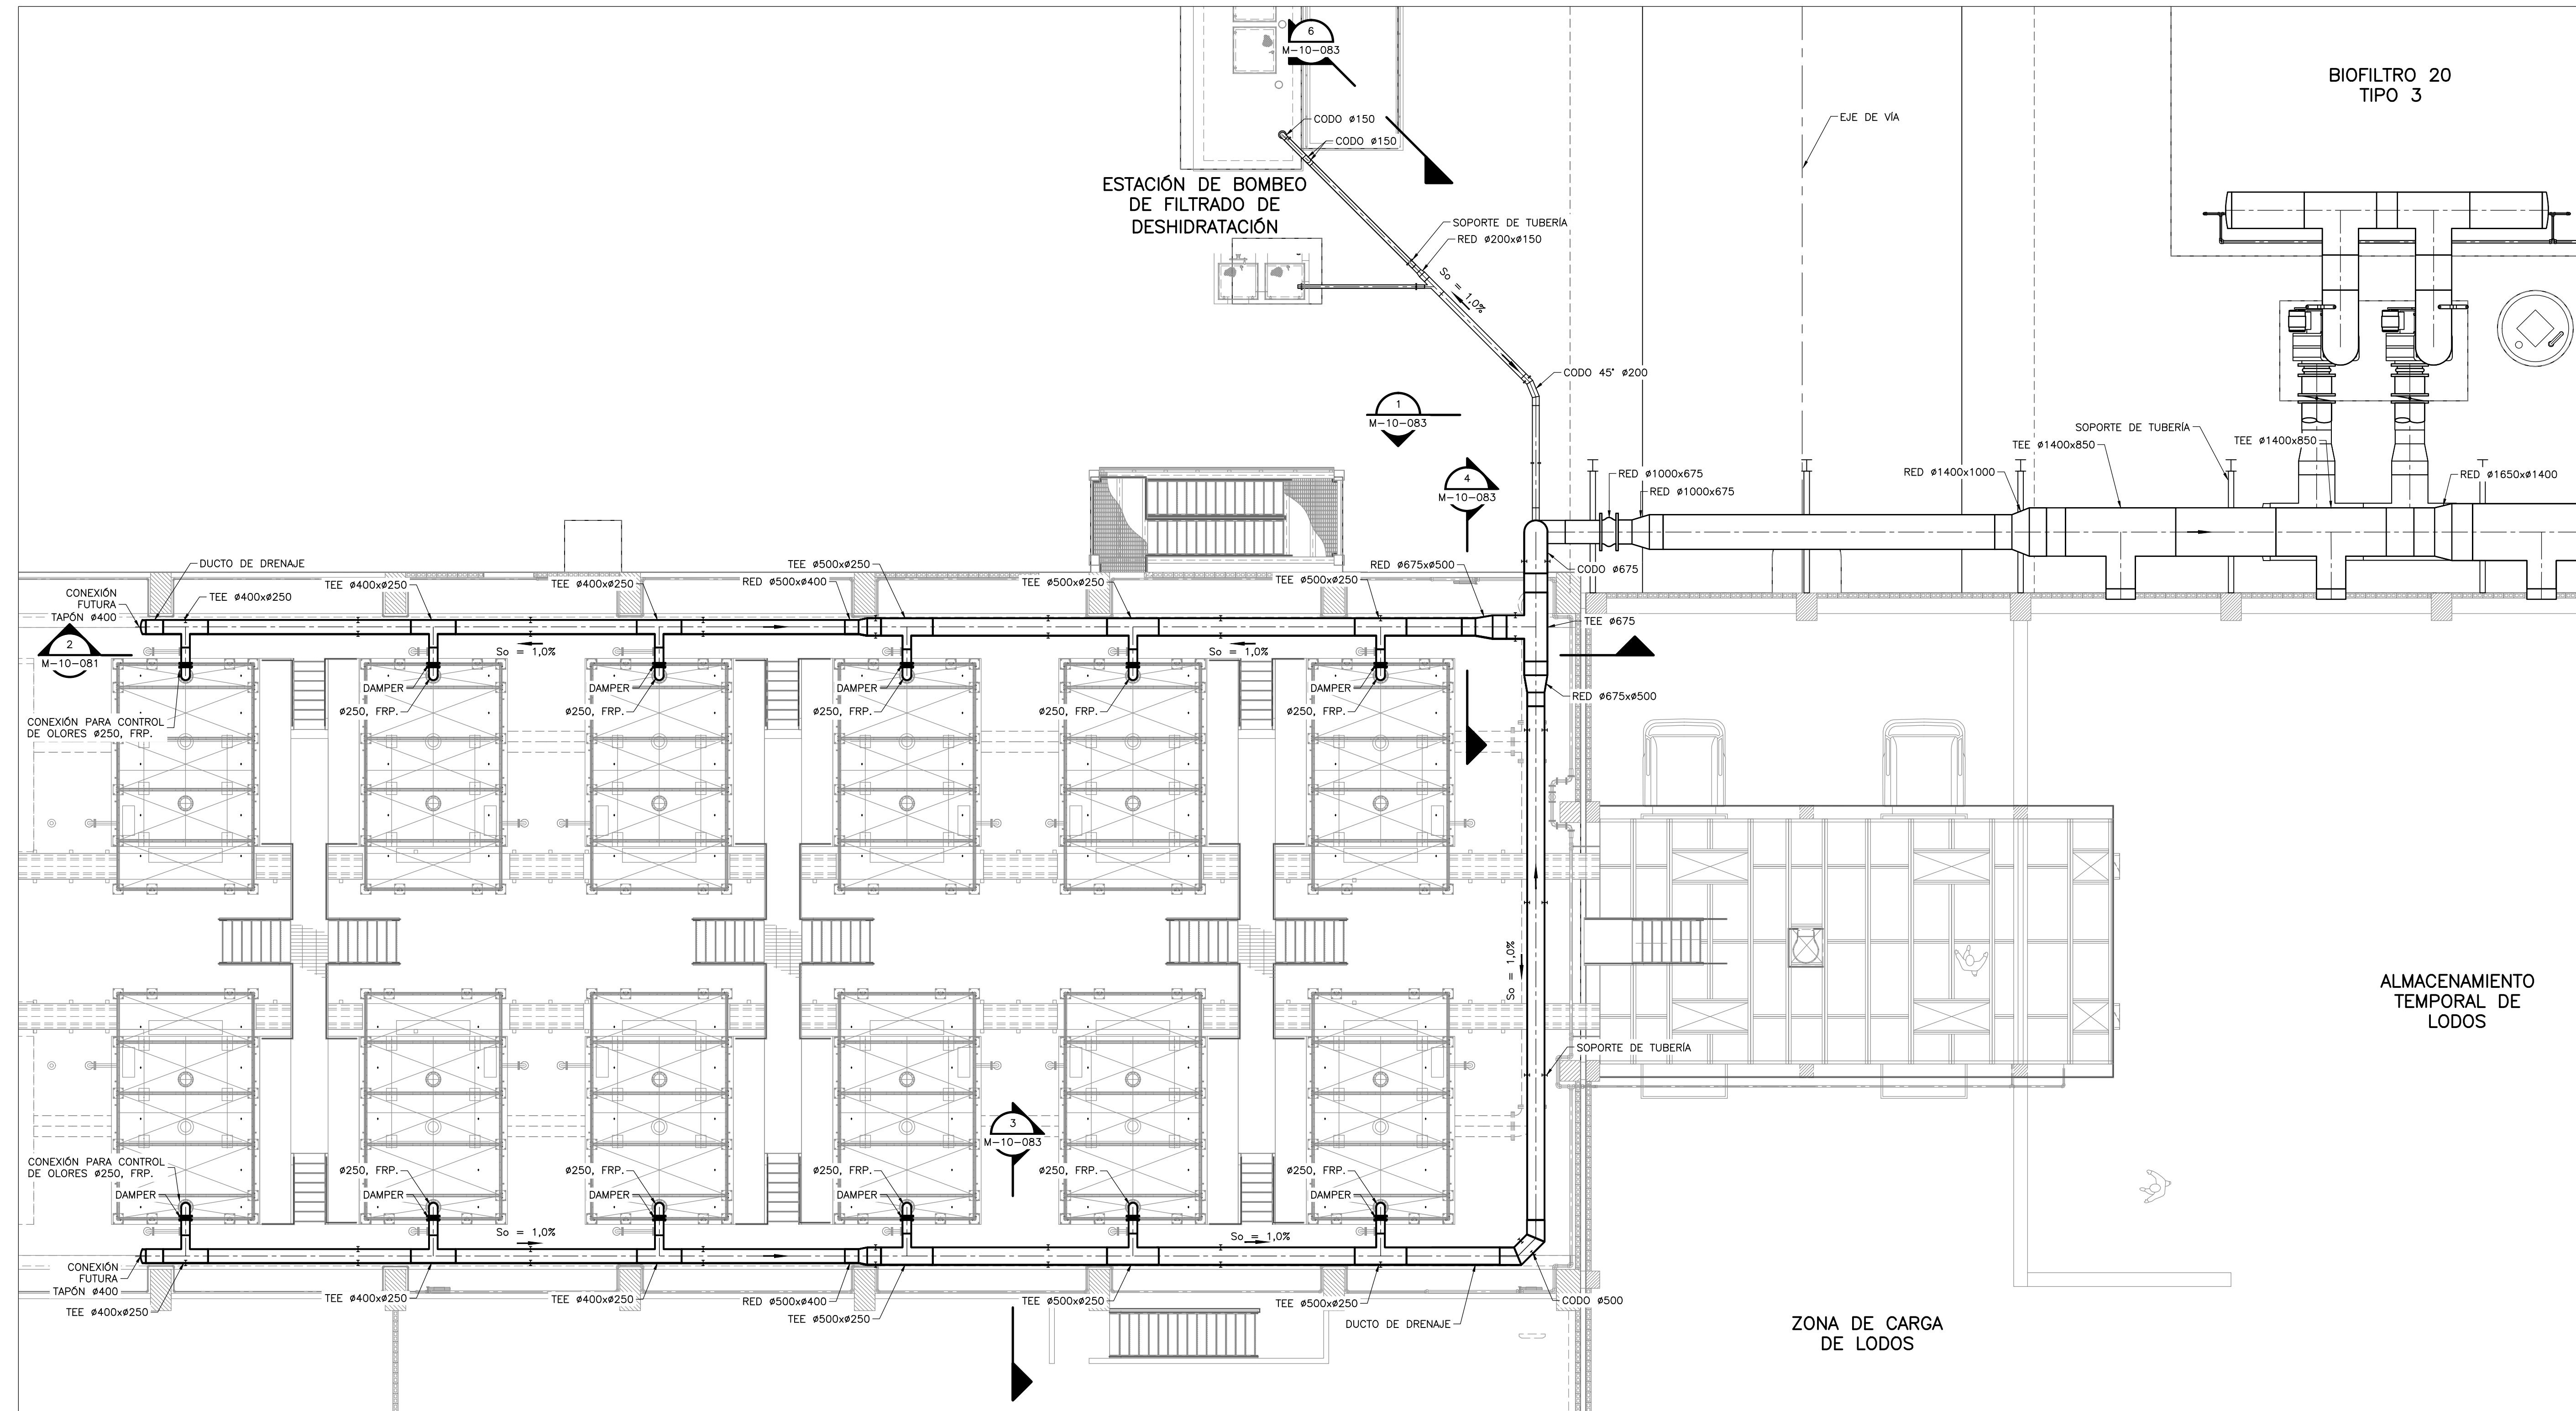 6
M-10-083
BIOFILTRO 20
TIPO 3
CODO ø150
CODO ø150
EJE DE VÍA
ESTACIÓN DE BOMBEO
DE FILTRADO DE
DESHIDRATACIÓN
SOPORTE DE TUBERÍA
RED ø200xø150
So = 1,0%
CODO 45° ø200
1
M-10-083
4
M-10-083
SOPORTE DE TUBERÍA
TEE ø1400x850
TEE ø1400x850
RED ø1400x1000
RED ø1000x675
RED ø1000x675
RED ø1650xø1400
DUCTO DE DRENAJE
TEE ø500xø250
RED ø675xø500
CODO ø675
CONEXIÓN
FUTURA
TAPÓN ø400
TEE ø400xø250
TEE ø400xø250
TEE ø400xø250
RED ø500xø400
TEE ø500xø250
TEE ø500xø250
TEE ø675
2
M-10-081
So = 1,0%
So = 1,0%
DAMPER
DAMPER
DAMPER
DAMPER
RED ø675xø500
CONEXIÓN PARA CONTROL
DE OLORES ø250, FRP.
ø250, FRP.
ø250, FRP.
ø250, FRP.
ø250, FRP.
ø250, FRP.
So = 1,0%
ALMACENAMIENTO
TEMPORAL DE
LODOS
SOPORTE DE TUBERÍA
3
M-10-083
CONEXIÓN PARA CONTROL
DE OLORES ø250, FRP.
ø250, FRP.
ø250, FRP.
ø250, FRP.
ø250, FRP.
ø250, FRP.
DAMPER
DAMPER
DAMPER
DAMPER
DAMPER
So = 1,0%
So = 1,0%
CONEXIÓN
FUTURA
TAPÓN ø400
TEE ø400xø250
TEE ø400xø250
TEE ø400xø250
RED ø500xø400
TEE ø500xø250
TEE ø500xø250
TEE ø500xø250
CODO ø500
DUCTO DE DRENAJE
ZONA DE CARGA
DE LODOS